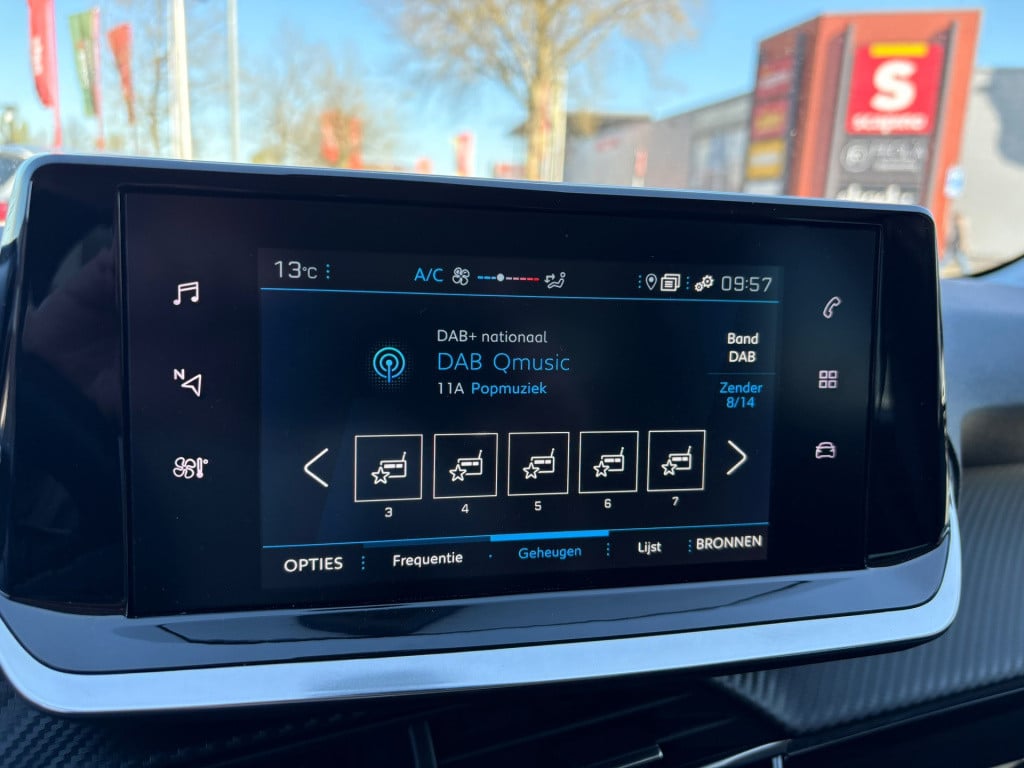 S
scapino
13°C
A/C
09:57
DAB+ nationaal
DAB Qmusic
11A Popmuziek
Band
DAB
Zender
8/14
N
3
4
5
6
7
OPTIES
Frequentie
Geheugen
Lijst
BRONNEN